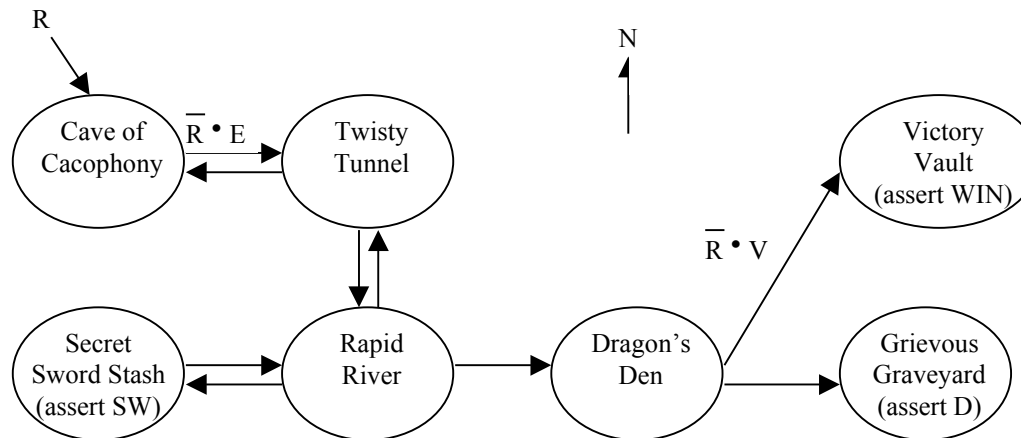 R
N
Cave of
Cacophony
R̅ • E
Twisty
Tunnel
Victory
Vault
(assert WIN)
R̅ • V
Secret
Sword Stash
(assert SW)
Rapid
River
Dragon's
Den
Grievous
Graveyard
(assert D)